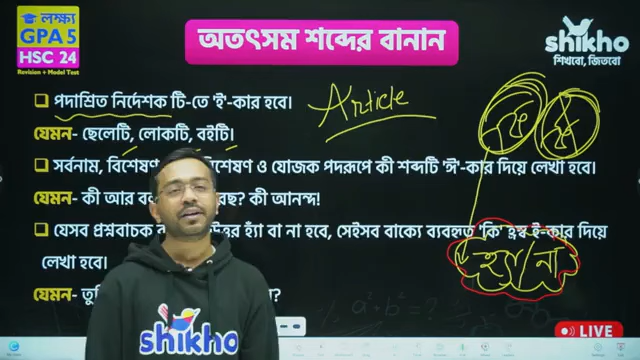 লক্ষ্য
GPA 5
HSC 24
Revision + Model Test
অতৎসম শব্দের বানান
shikho
শিখবো, জিতবো
❑ পদাশ্রিত নির্দেশক টি-তে 'ই'-কার হবে।
Article
যেমন- ছেলেটি, লোকটি, বইটি।
❑ সর্বনাম, বিশেষণ ও যোজক পদরূপে কী শব্দটি 'ঈ'-কার দিয়ে লেখা হবে।
যেমন- কী আর কী আনন্দ!
❑ যেসব প্রশ্নবাচক হ্যাঁ বা না হবে, সেইসব বাক্যে ব্যবহৃত 'কি' হ্রস্ব ই-কার দিয়ে
লেখা হবে।
হ্যাঁ/না
যেমন-
shikho
LIVE